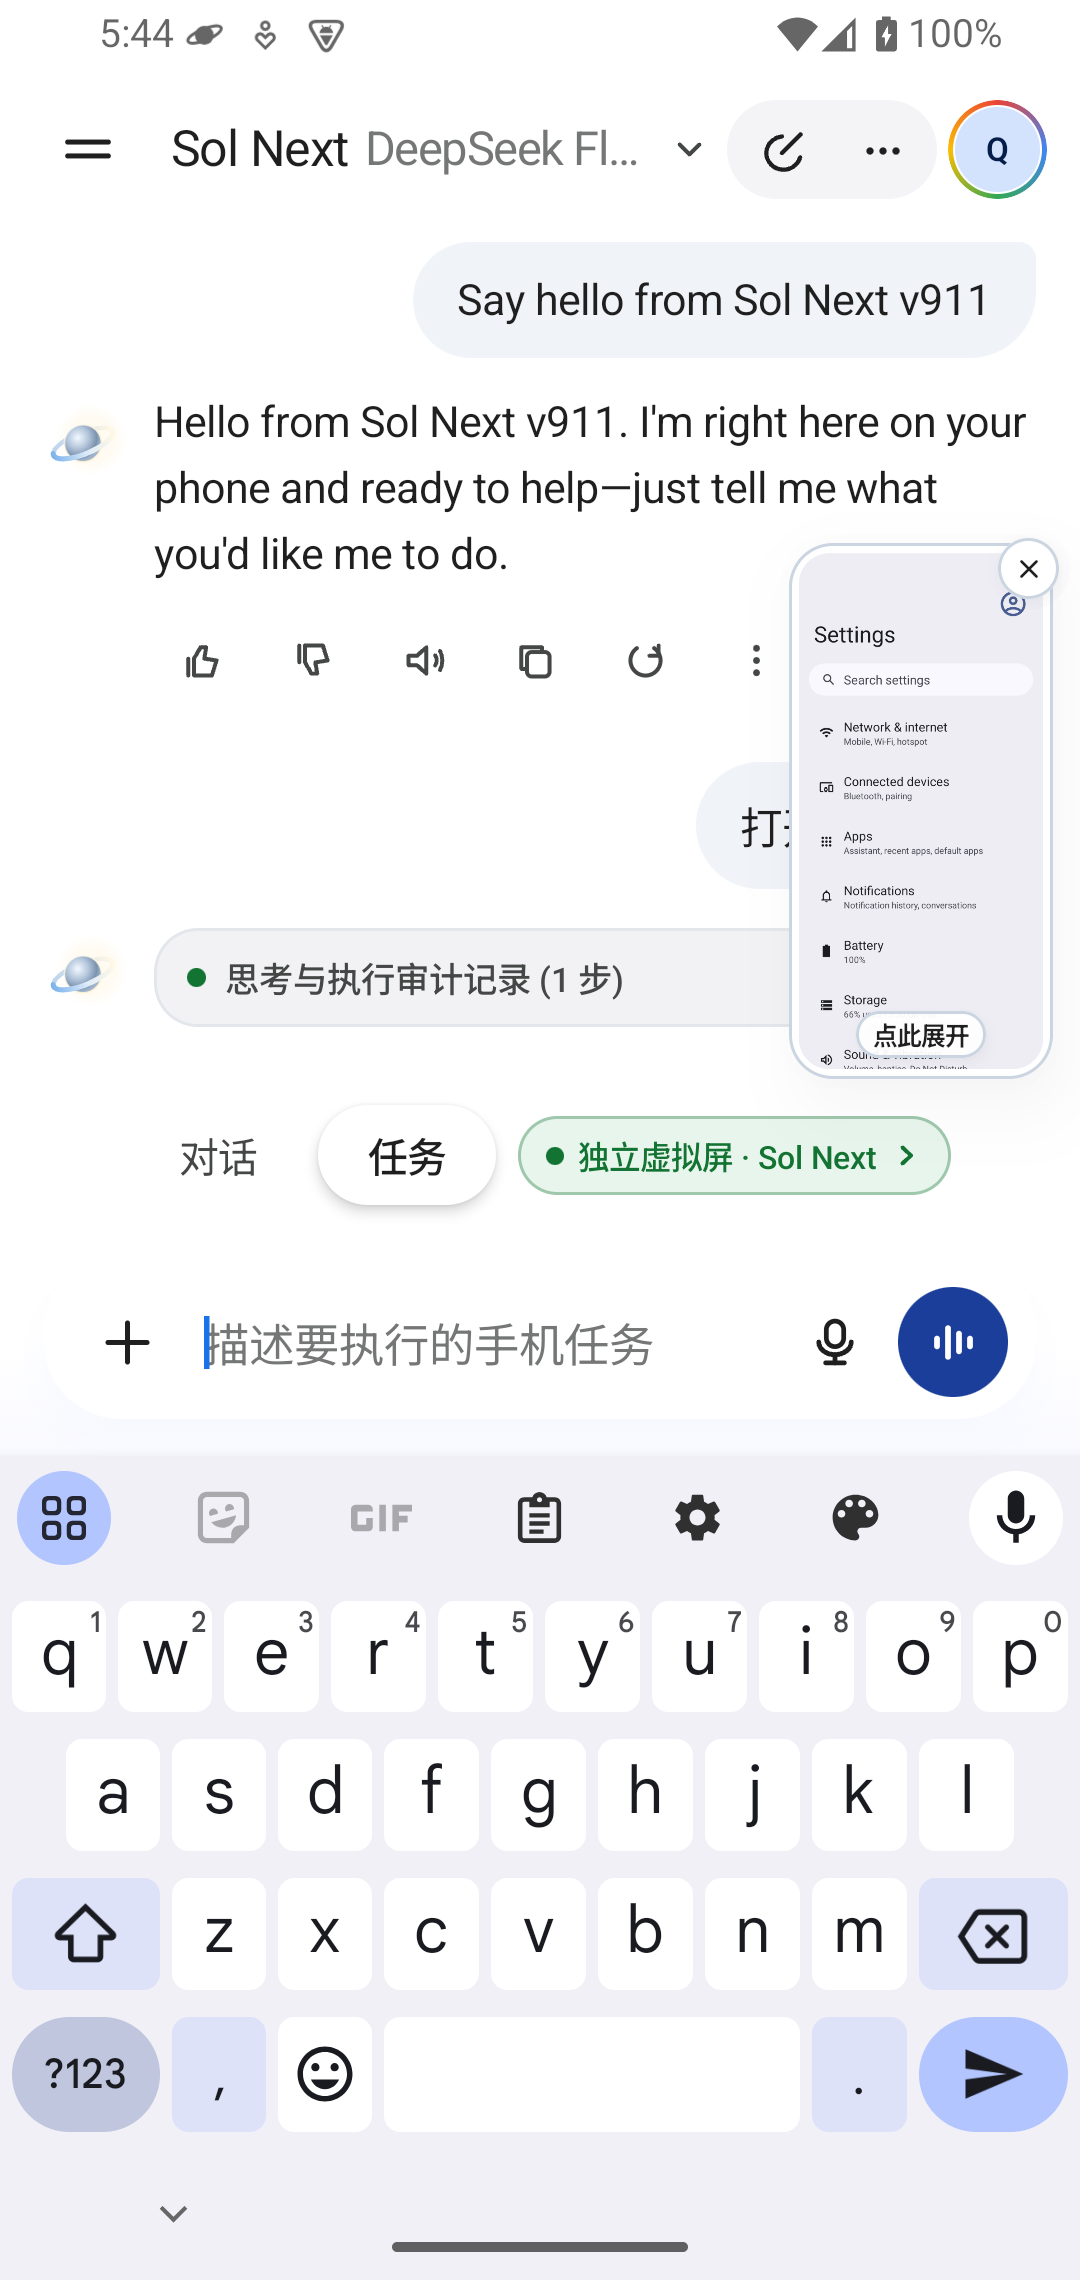 5:44
100%
Sol Next DeepSeek Fl...
Q
Say hello from Sol Next v911
Hello from Sol Next v911. I'm right here on your
phone and ready to help—just tell me what
you'd like me to do.
Settings
Search settings
Network & internet
Mobile, Wi-Fi, hotspot
Connected devices
Bluetooth, pairing
Apps
Assistant, recent apps, default apps
Notifications
Notification history, conversations
Battery
100%
Storage
66%
点此展开
打
思考与执行审计记录 (1 步)
对话
任务
独立虚拟屏 · Sol Next
描述要执行的手机任务
GIF
q 1 w 2 e 3 r 4 t 5 y 6 u 7 i 8 o 9 p 0
a s d f g h j k l
z x c v b n m
?123 , .